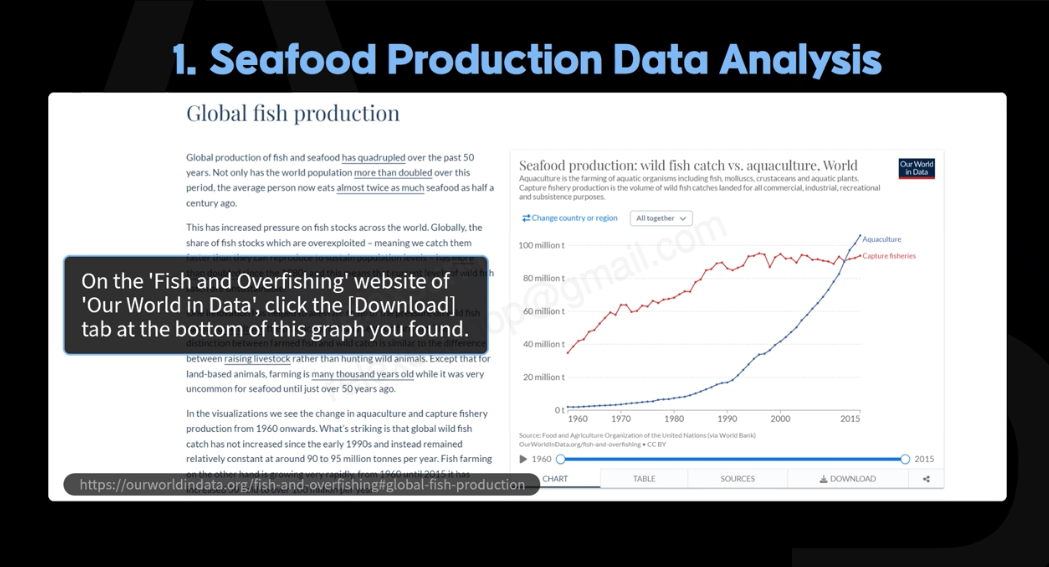 1. Seafood Production Data Analysis
Global fish production
Global production of fish and seafood has quadrupled over the past 50
years. Not only has the world population more than doubled over this
period, the average person now eats almost twice as much seafood as half a
century ago.
This has increased pressure on fish stocks across the world. Globally, the
share of fish stocks which are overexploited – meaning we catch them
On the 'Fish and Overfishing' website of
'Our World in Data', click the [Download]
tab at the bottom of this graph you found.
distinction between farmed fish and wild catch is similar to the difference
between raising livestock rather than hunting wild animals. Except that for
land-based animals, farming is many thousand years old while it was very
uncommon for seafood until just over 50 years ago.
In the visualizations we see the change in aquaculture and capture fishery
production from 1960 onwards. What's striking is that global wild fish
catch has not increased since the early 1990s and instead remained
relatively constant at around 90 to 95 million tonnes per year. Fish farming
on the other hand is growing very rapidly, from 1960 until 2015 it has
https://ourworldindata.org/fish-and-overfishing#global-fish-production
Seafood production: wild fish catch vs. aquaculture, World
Our World
in Data
Aquaculture is the farming of aquatic organisms including fish, molluscs, crustaceans and aquatic plants.
Capture fishery production is the volume of wild fish catches landed for all commercial, industrial, recreational
and subsistence purposes.
Change country or region
All together
100 million t
80 million t
60 million t
40 million t
20 million t
0 t
Aquaculture
Capture fisheries
1960 1970 1980 1990 2000 2015
Source: Food and Agriculture Organization of the United Nations (via World Bank)
OurWorldInData.org/fish-and-overfishing • CC BY
1960 2015
CHART TABLE SOURCES DOWNLOAD